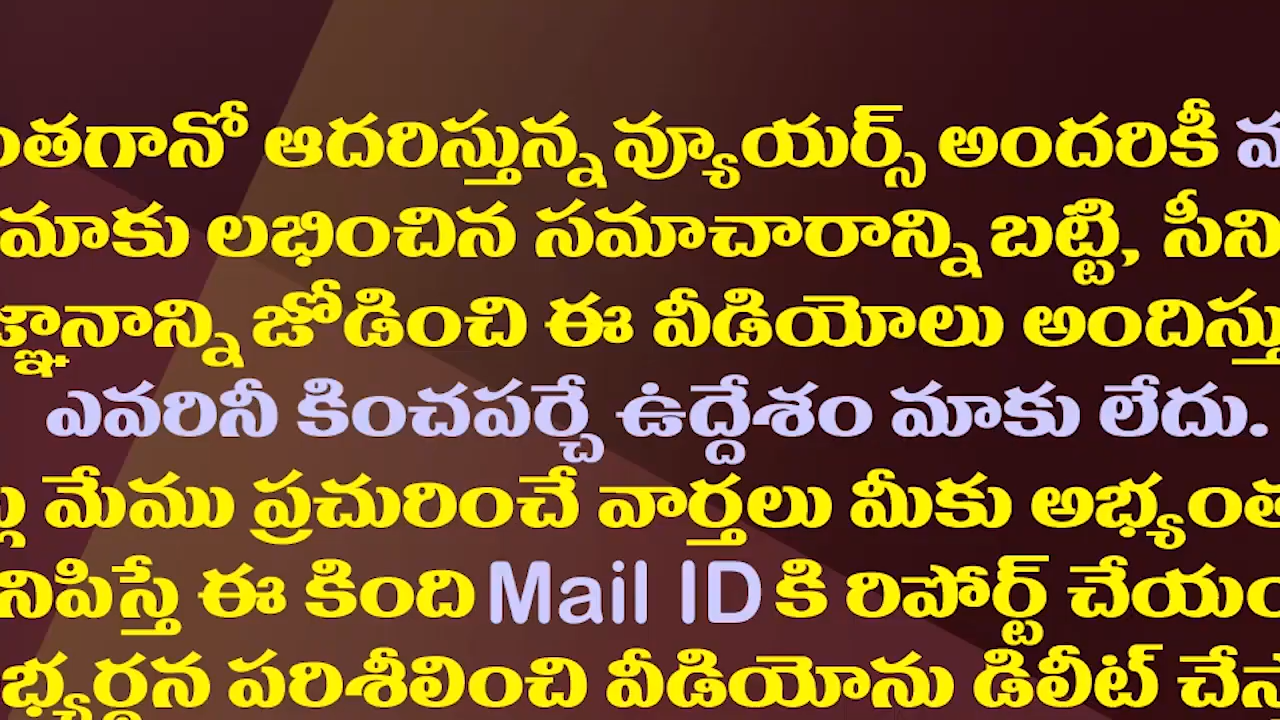 ఆదరిస్తున్న వ్యూయర్స్ అందరికీ
మాకు లభించిన సమాచారాన్ని బట్టి,
జోడించి ఈ వీడియోలు
ఎవరినీ కించపర్చే ఉద్దేశం మాకు లేదు.
మేము ప్రచురించే వార్తలు మీకు
ఈ కింది Mail ID కి రిపోర్ట్
పరిశీలించి వీడియోను డిలీట్